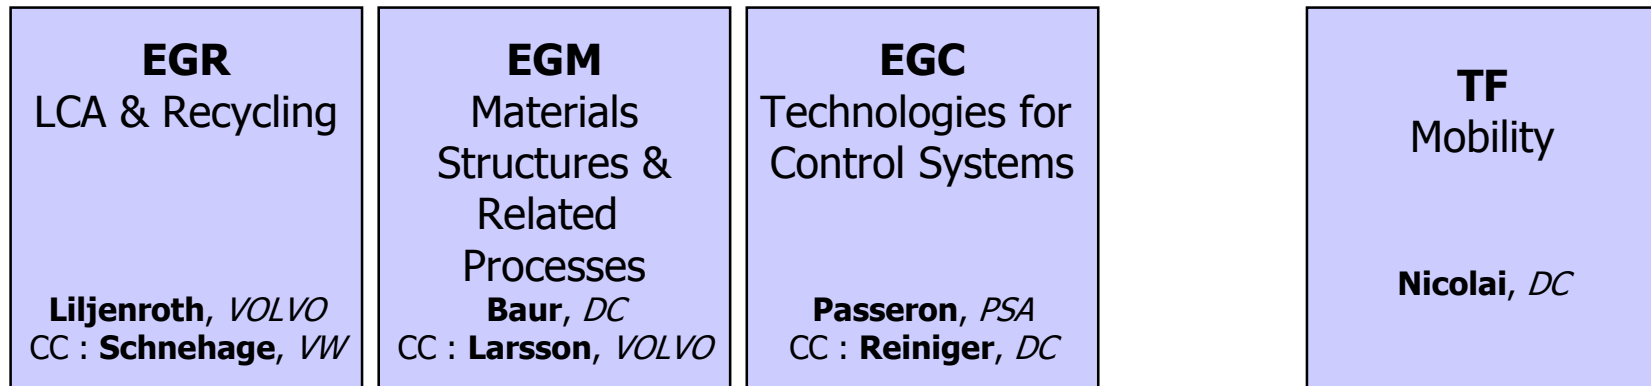 EGR
LCA & Recycling
Liljenroth, VOLVO
CC : Schnehage, VW
EGM
Materials
Structures &
Related
Processes
Baur, DC
CC : Larsson, VOLVO
EGC
Technologies for
Control Systems
Passeron, PSA
CC : Reiniger, DC
TF
Mobility
Nicolai, DC